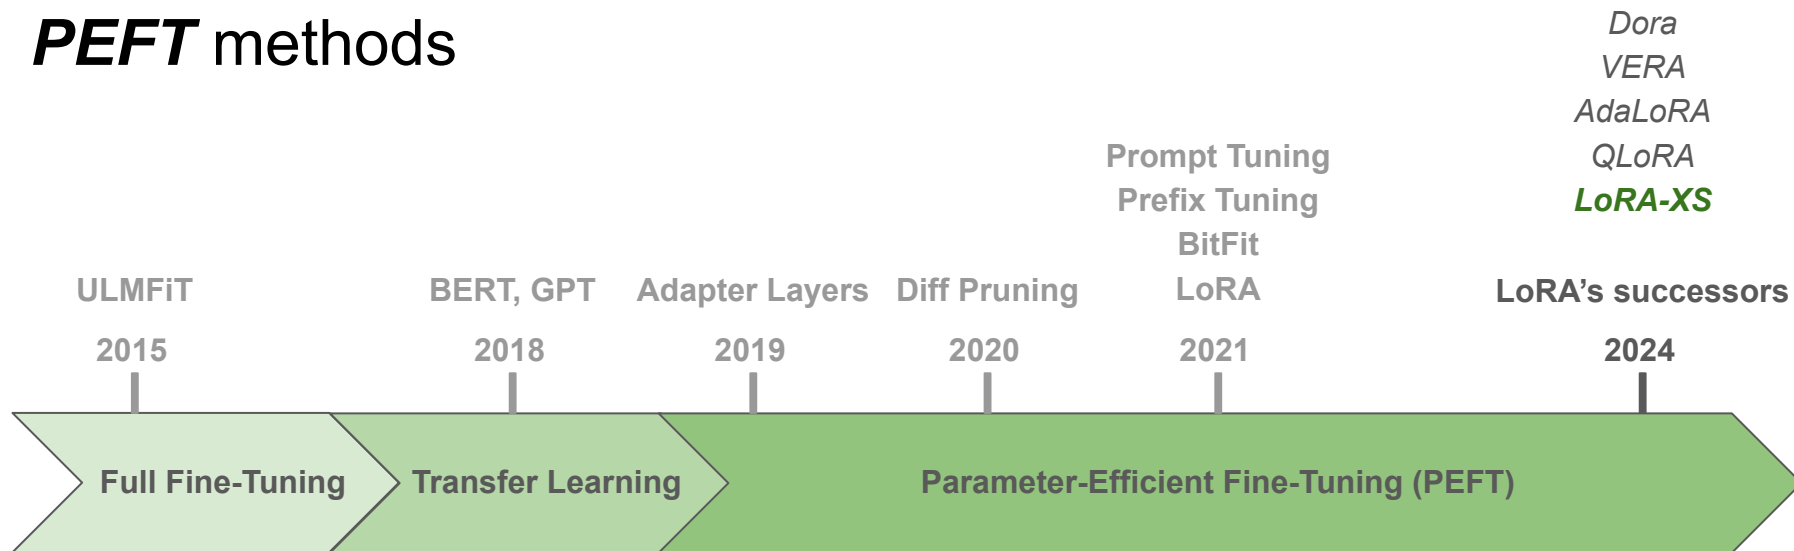 PEFT methods
Dora
VERA
AdaLoRA
QLoRA
LoRA-XS
Prompt Tuning
Prefix Tuning
BitFit
LoRA
ULMFiT
BERT, GPT
Adapter Layers
Diff Pruning
LoRA’s successors
2015
2018
2019
2020
2021
2024
Full Fine-Tuning
Transfer Learning
Parameter-Efficient Fine-Tuning (PEFT)